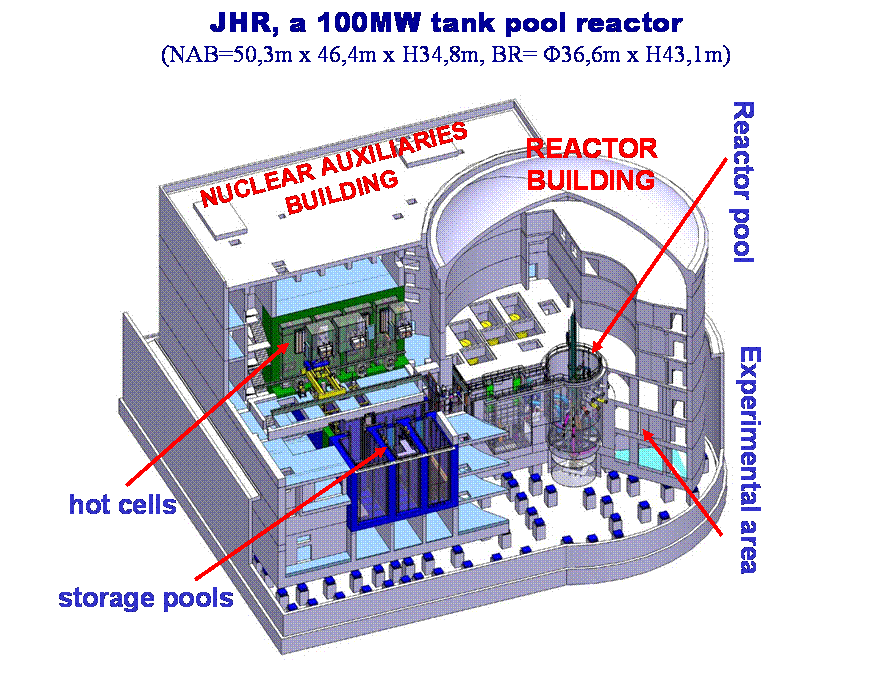 JHR, a 100MW tank pool reactor
(NAB=50,3m x 46,4m x H34,8m, BR= Φ36,6m x H43,1m)
NUCLEAR AUXILIARIES
BUILDING
REACTOR
BUILDING
Reactor pool
Experimental area
hot cells
storage pools